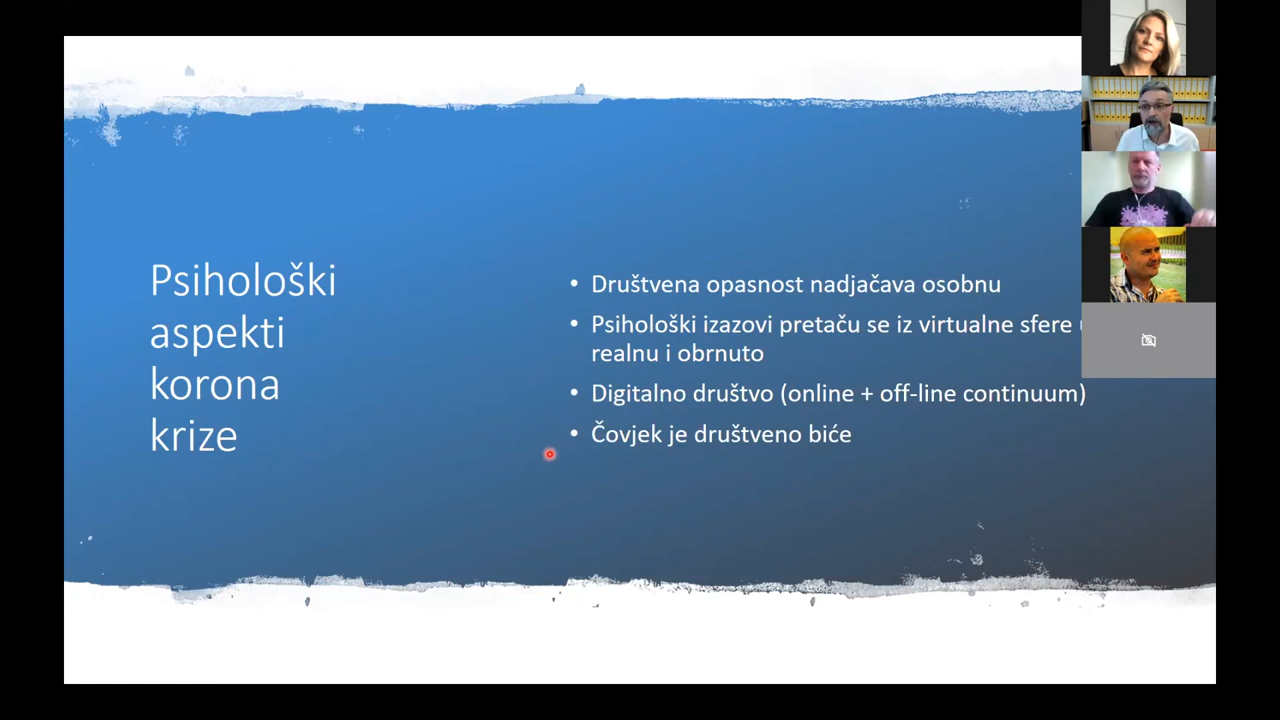 Psihološki
aspekti
korona
krize
• Društvena opasnost nadjačava osobnu
• Psihološki izazovi pretaču se iz virtualne sfere
realnu i obrnuto
• Digitalno društvo (online + off-line continuum)
• Čovjek je društveno biće